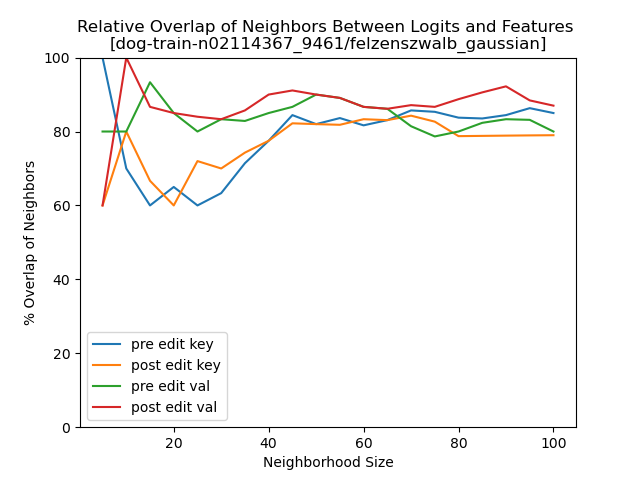 Relative Overlap of Neighbors Between Logits and Features
[dog-train-n02114367_9461/felzenszwalb_gaussian]
100
80
60
40
20
0
% Overlap of Neighbors
pre edit key
post edit key
pre edit val
post edit val
20 40 60 80 100
Neighborhood Size